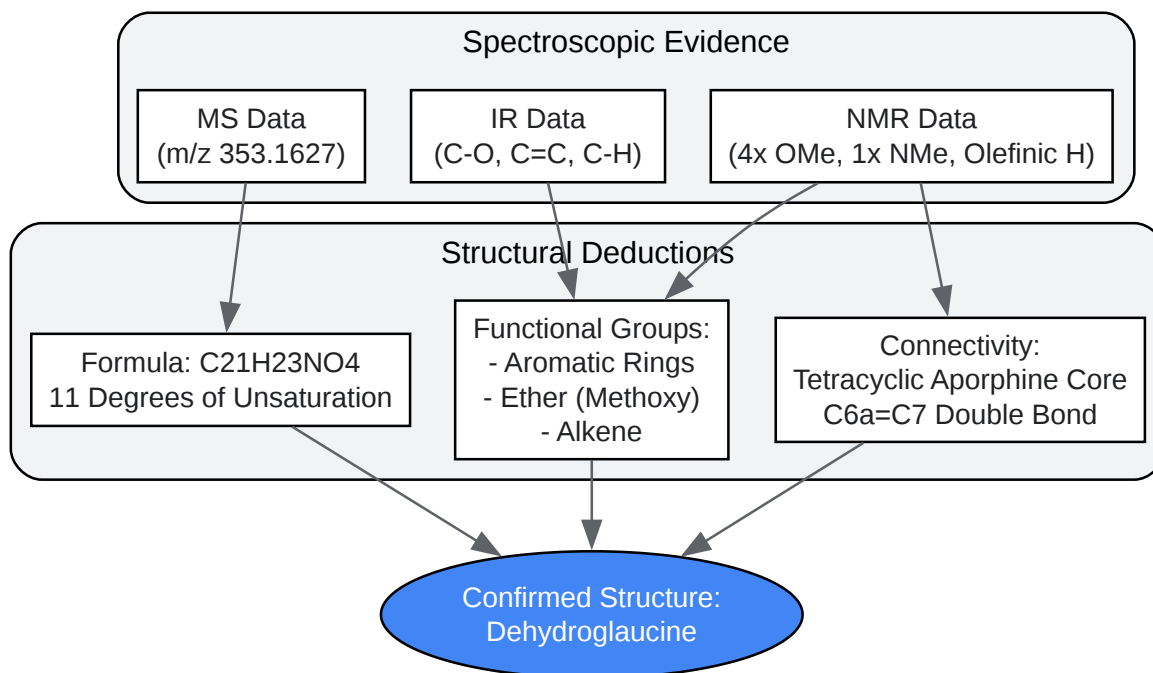 Spectroscopic Evidence
MS Data
(m/z 353.1627)
IR Data
(C-O, C=C, C-H)
NMR Data
(4x OMe, 1x NMe, Olefinic H)
Structural Deductions
Formula: C21H23NO4
11 Degrees of Unsaturation
Functional Groups:
- Aromatic Rings
- Ether (Methoxy)
- Alkene
Connectivity:
Tetracyclic Aporphine Core
C6a=C7 Double Bond
Confirmed Structure:
Dehydroglaucine